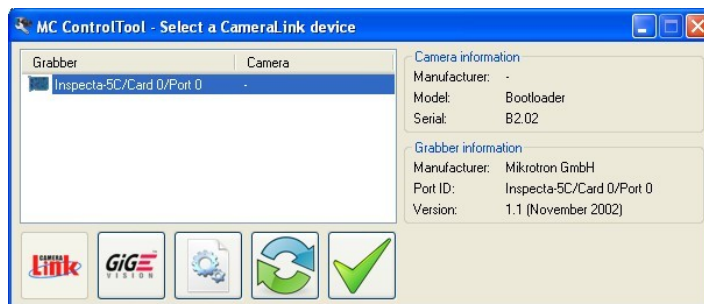 MC ControlTool - Select a CameraLink device
Grabber Camera
Inspecta-5C/Card 0/Port 0 -
Camera information
Manufacturer: -
Model: Bootloader
Serial: B2.02
Grabber information
Manufacturer: Mikrotron GmbH
Port ID: Inspecta-5C/Card 0/Port 0
Version: 1.1 (November 2002)
CAMERA
Link
GiGE
VISION